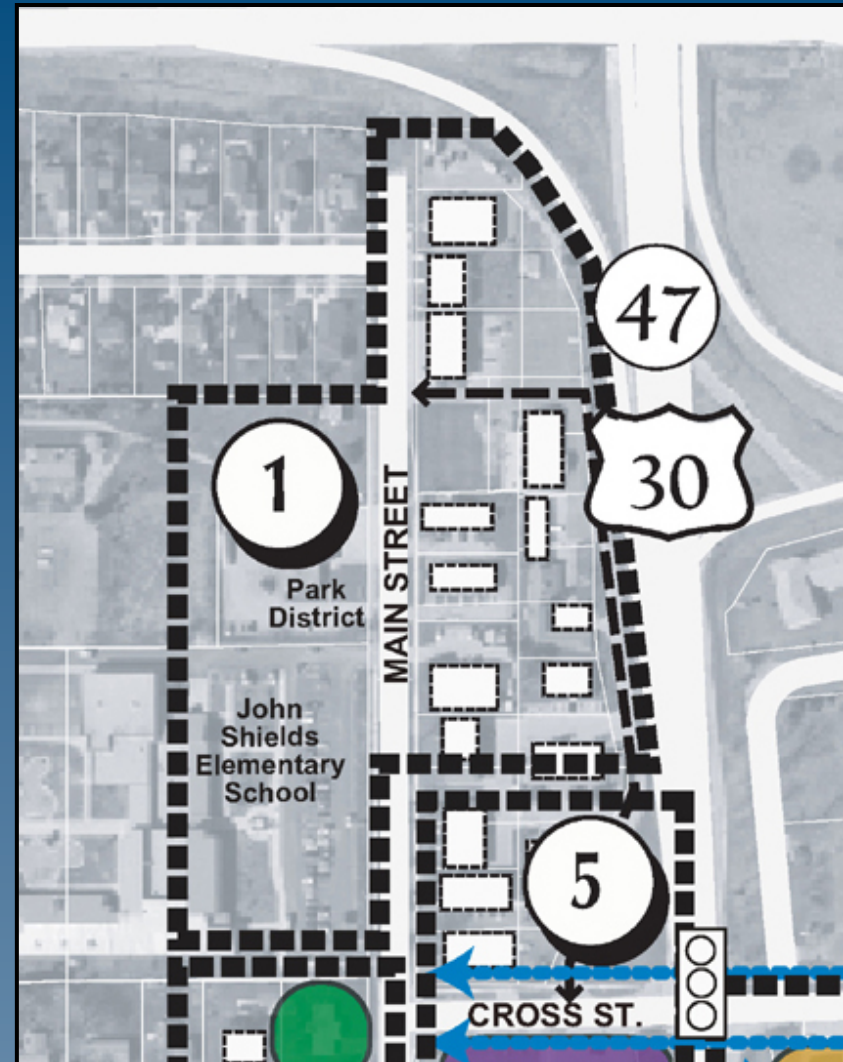 47
30
1
MAIN STREET
Park
District
John
Shields
Elementary
School
5
CROSS ST.